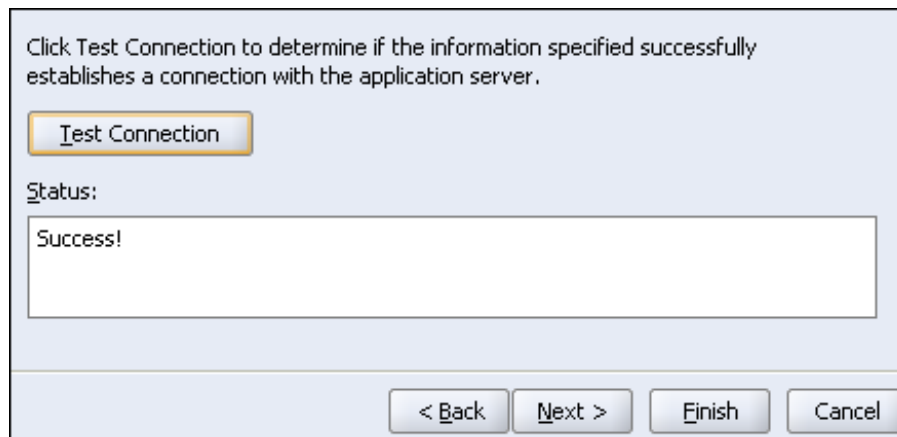 Click Test Connection to determine if the information specified successfully
establishes a connection with the application server.
Test Connection
Status:
Success!
< Back Next > Finish Cancel